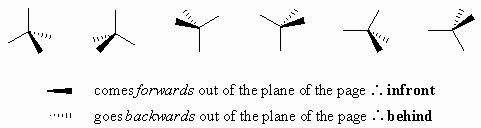 comes forwards out of the plane of the page ∴ infront
goes backwards out of the plane of the page ∴ behind